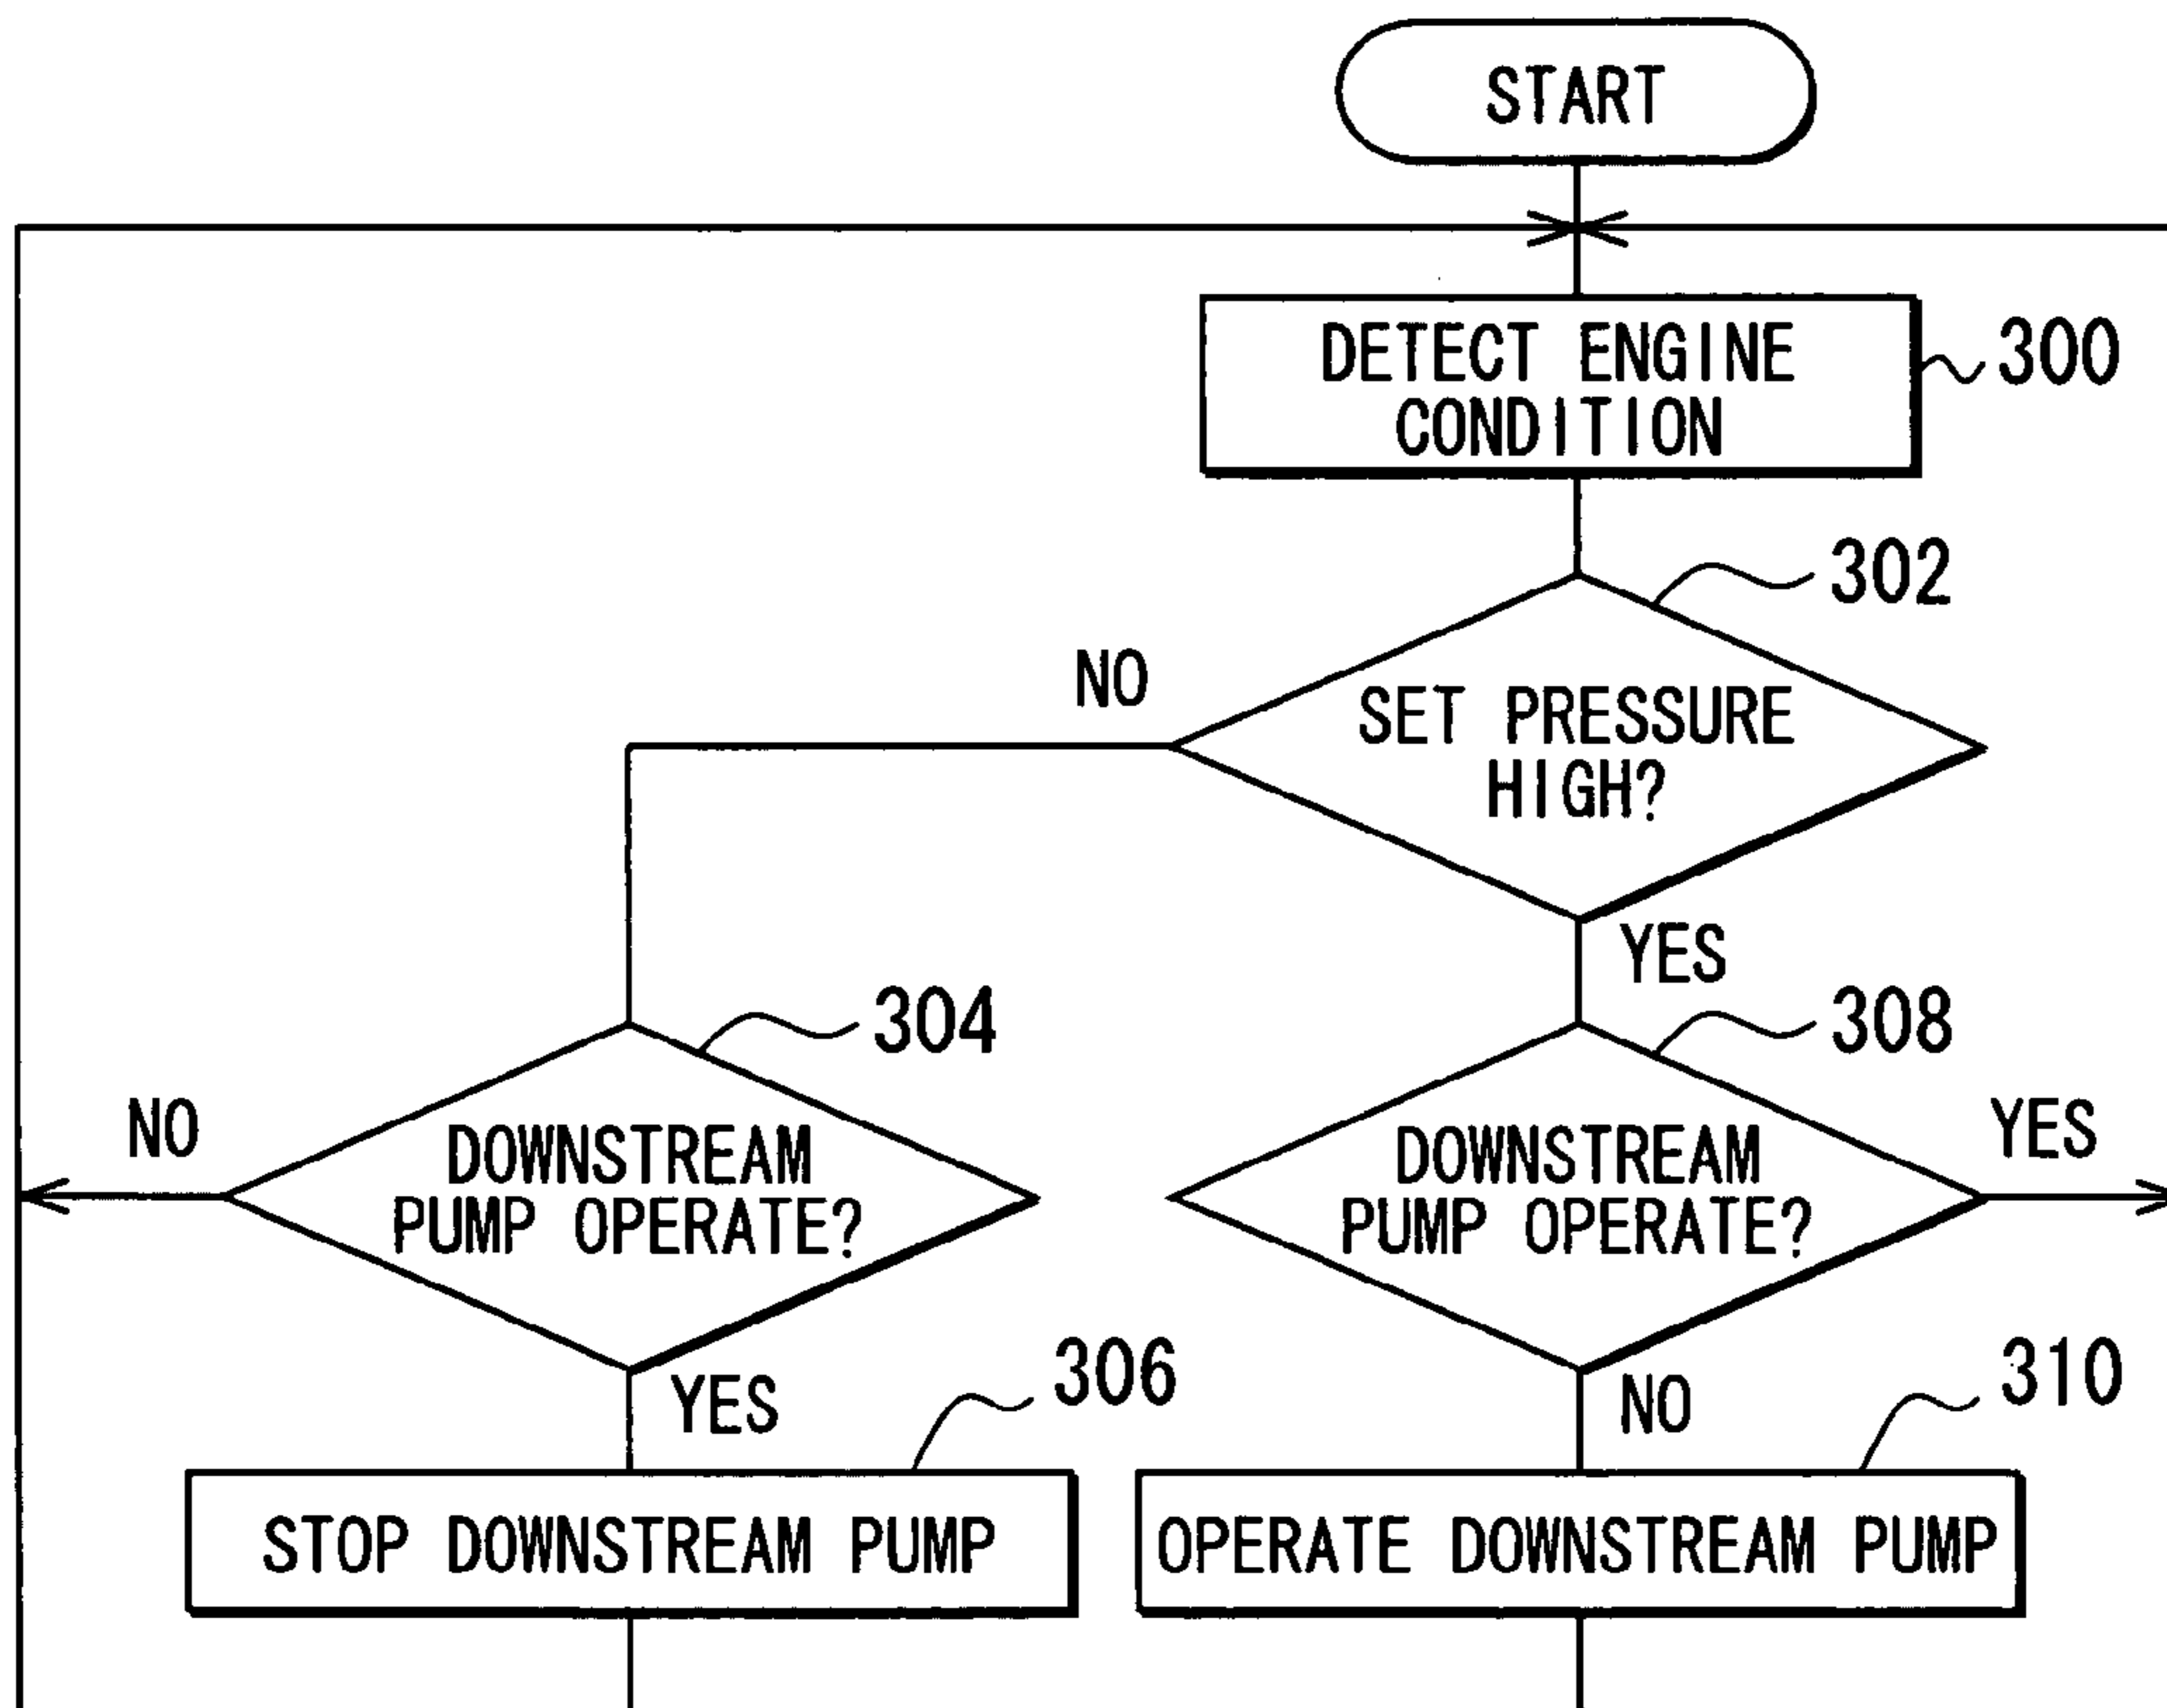 START
DETECT ENGINE
CONDITION
300
302
NO
SET PRESSURE
HIGH?
YES
304
308
NO
DOWNSTREAM
PUMP OPERATE?
DOWNSTREAM
PUMP OPERATE?
YES
306
310
YES
NO
STOP DOWNSTREAM PUMP
OPERATE DOWNSTREAM PUMP